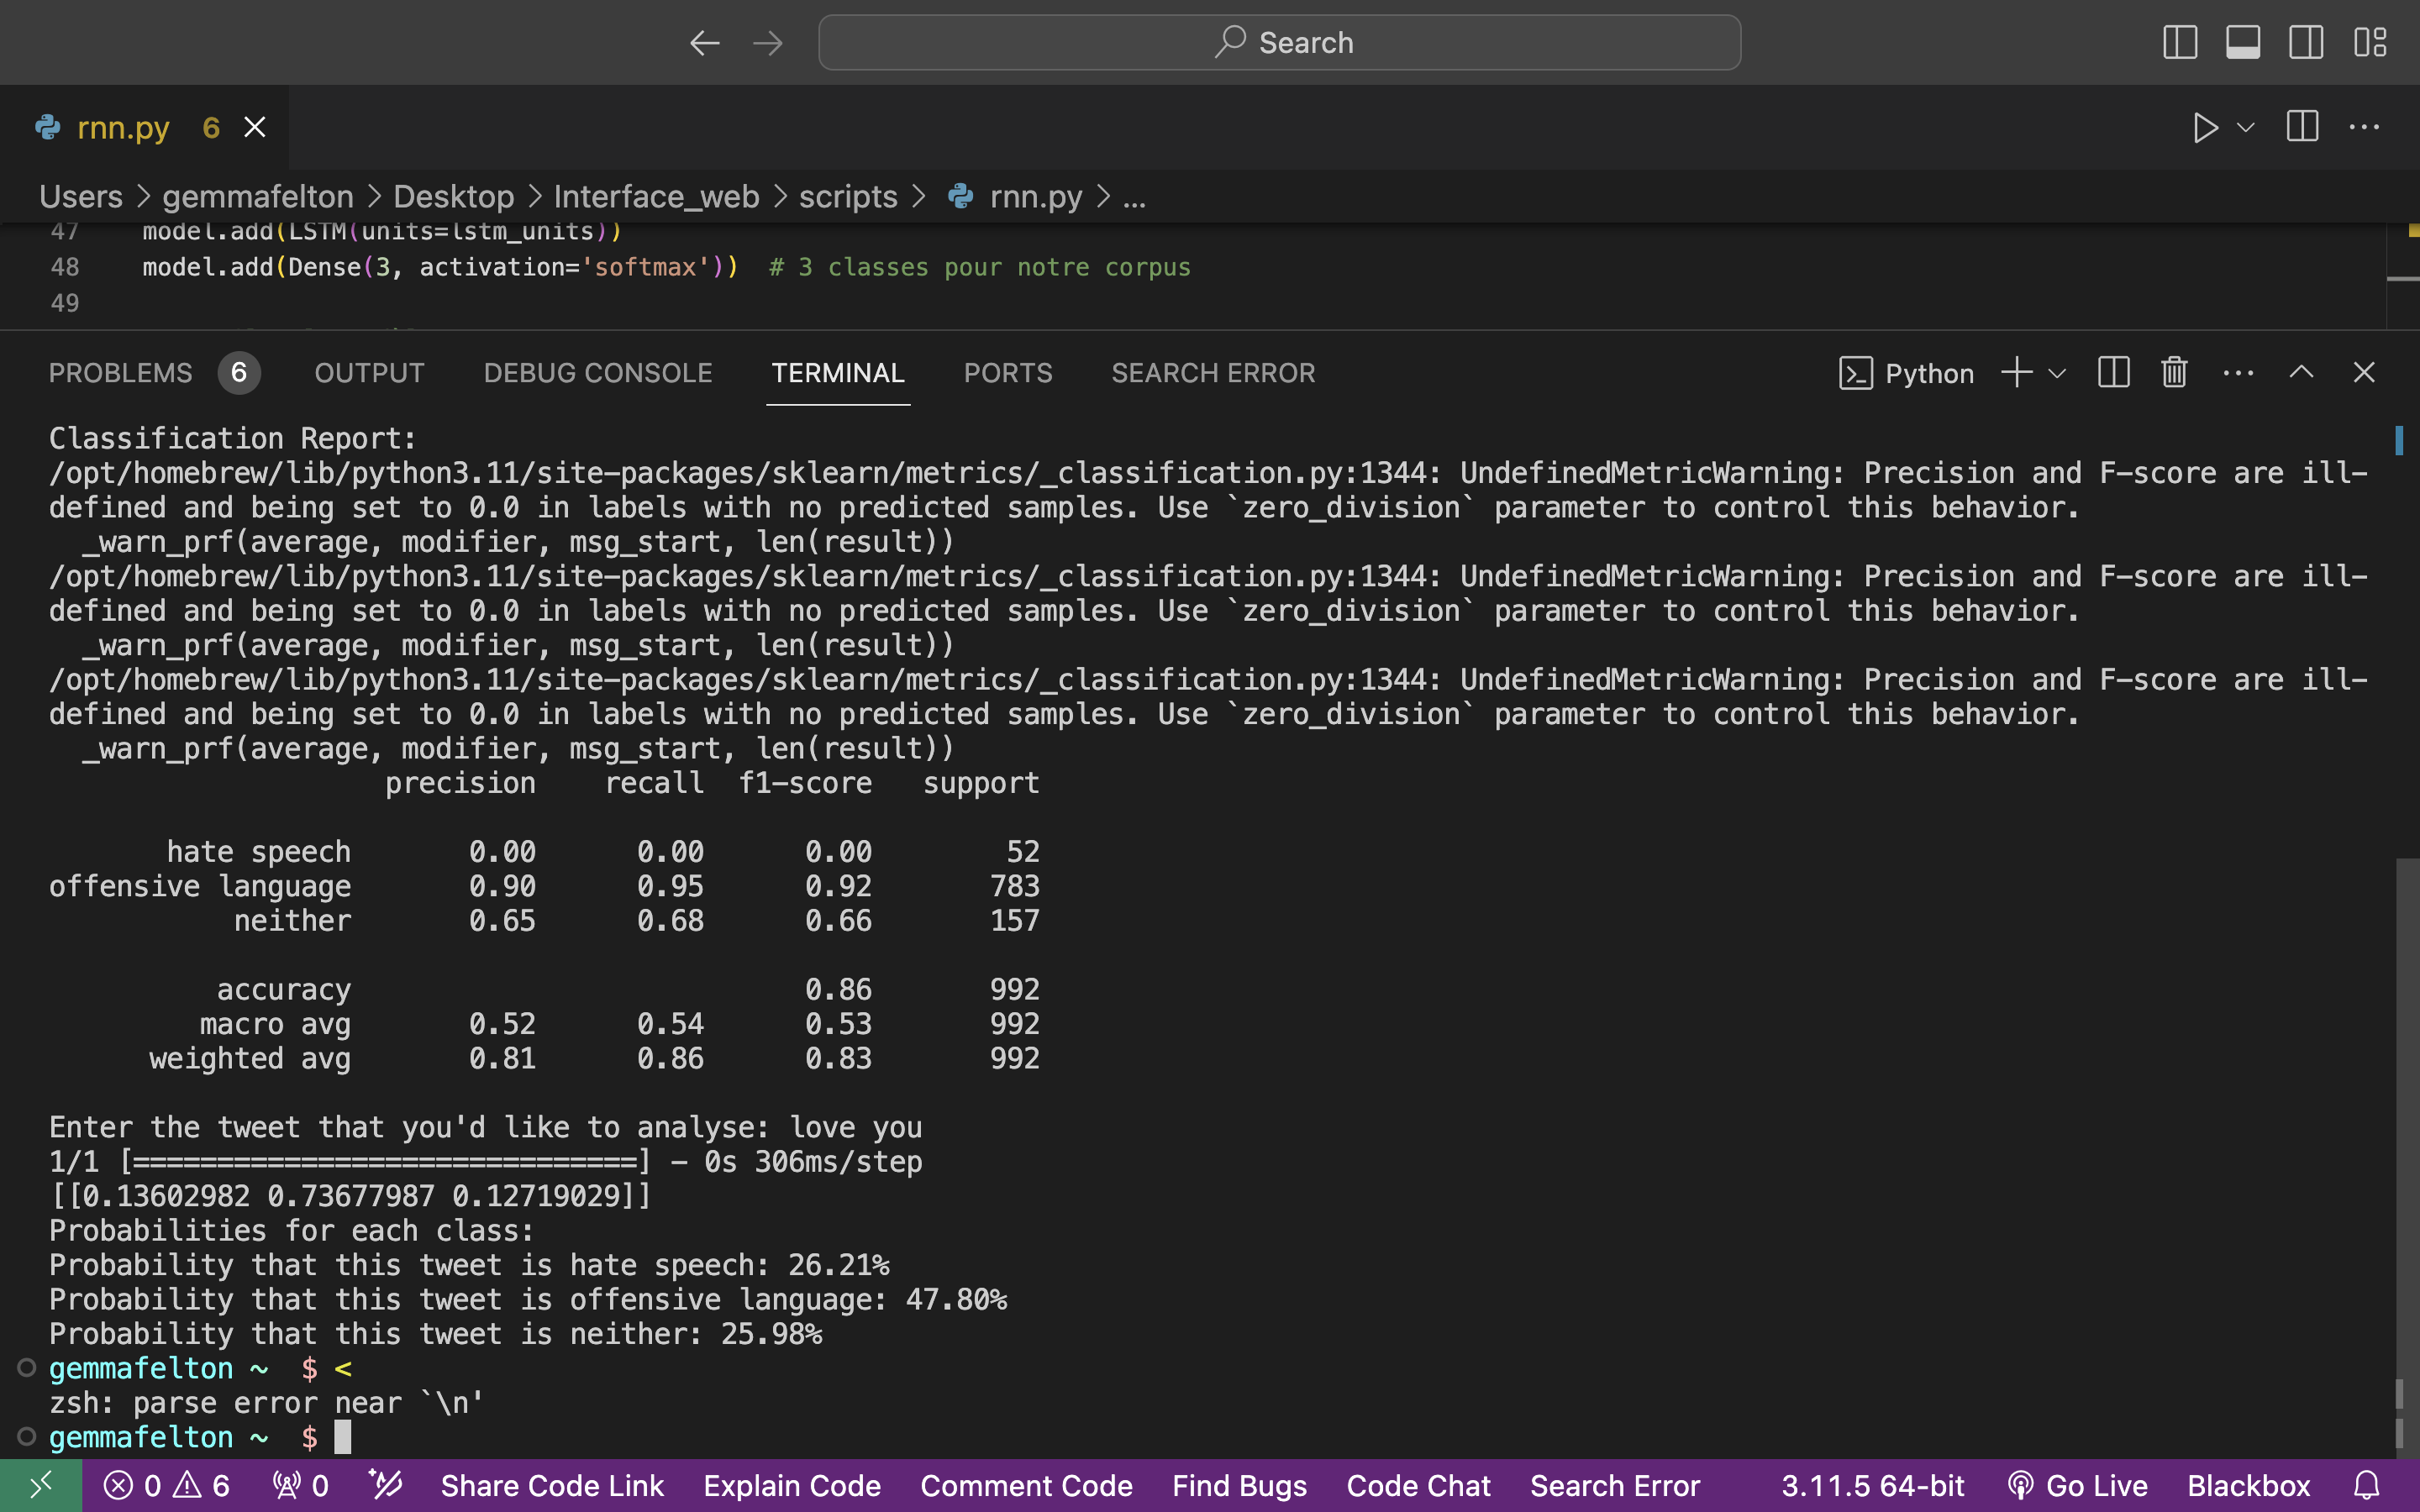 Search
rnn.py 6
Users > gemmafelton > Desktop > Interface_web > scripts > rnn.py > ...
47 model.add(LSTM(units=lstm_units))
48 model.add(Dense(3, activation='softmax')) # 3 classes pour notre corpus
49
PROBLEMS 6 OUTPUT DEBUG CONSOLE TERMINAL PORTS SEARCH ERROR Python
Classification Report:
/opt/homebrew/lib/python3.11/site-packages/sklearn/metrics/_classification.py:1344: UndefinedMetricWarning: Precision and F-score are ill-
defined and being set to 0.0 in labels with no predicted samples. Use `zero_division` parameter to control this behavior.
_warn_prf(average, modifier, msg_start, len(result))
/opt/homebrew/lib/python3.11/site-packages/sklearn/metrics/_classification.py:1344: UndefinedMetricWarning: Precision and F-score are ill-
defined and being set to 0.0 in labels with no predicted samples. Use `zero_division` parameter to control this behavior.
_warn_prf(average, modifier, msg_start, len(result))
/opt/homebrew/lib/python3.11/site-packages/sklearn/metrics/_classification.py:1344: UndefinedMetricWarning: Precision and F-score are ill-
defined and being set to 0.0 in labels with no predicted samples. Use `zero_division` parameter to control this behavior.
_warn_prf(average, modifier, msg_start, len(result))
precision recall f1-score support
hate speech 0.00 0.00 0.00 52
offensive language 0.90 0.95 0.92 783
neither 0.65 0.68 0.66 157
accuracy 0.86 992
macro avg 0.52 0.54 0.53 992
weighted avg 0.81 0.86 0.83 992
Enter the tweet that you'd like to analyse: love you
1/1 [==============================] - 0s 306ms/step
[[0.13602982 0.73677987 0.12719029]]
Probabilities for each class:
Probability that this tweet is hate speech: 26.21%
Probability that this tweet is offensive language: 47.80%
Probability that this tweet is neither: 25.98%
gemmafelton ~ $ <
zsh: parse error near `\n'
gemmafelton ~ $
0 6 0 Share Code Link Explain Code Comment Code Find Bugs Code Chat Search Error 3.11.5 64-bit Go Live Blackbox